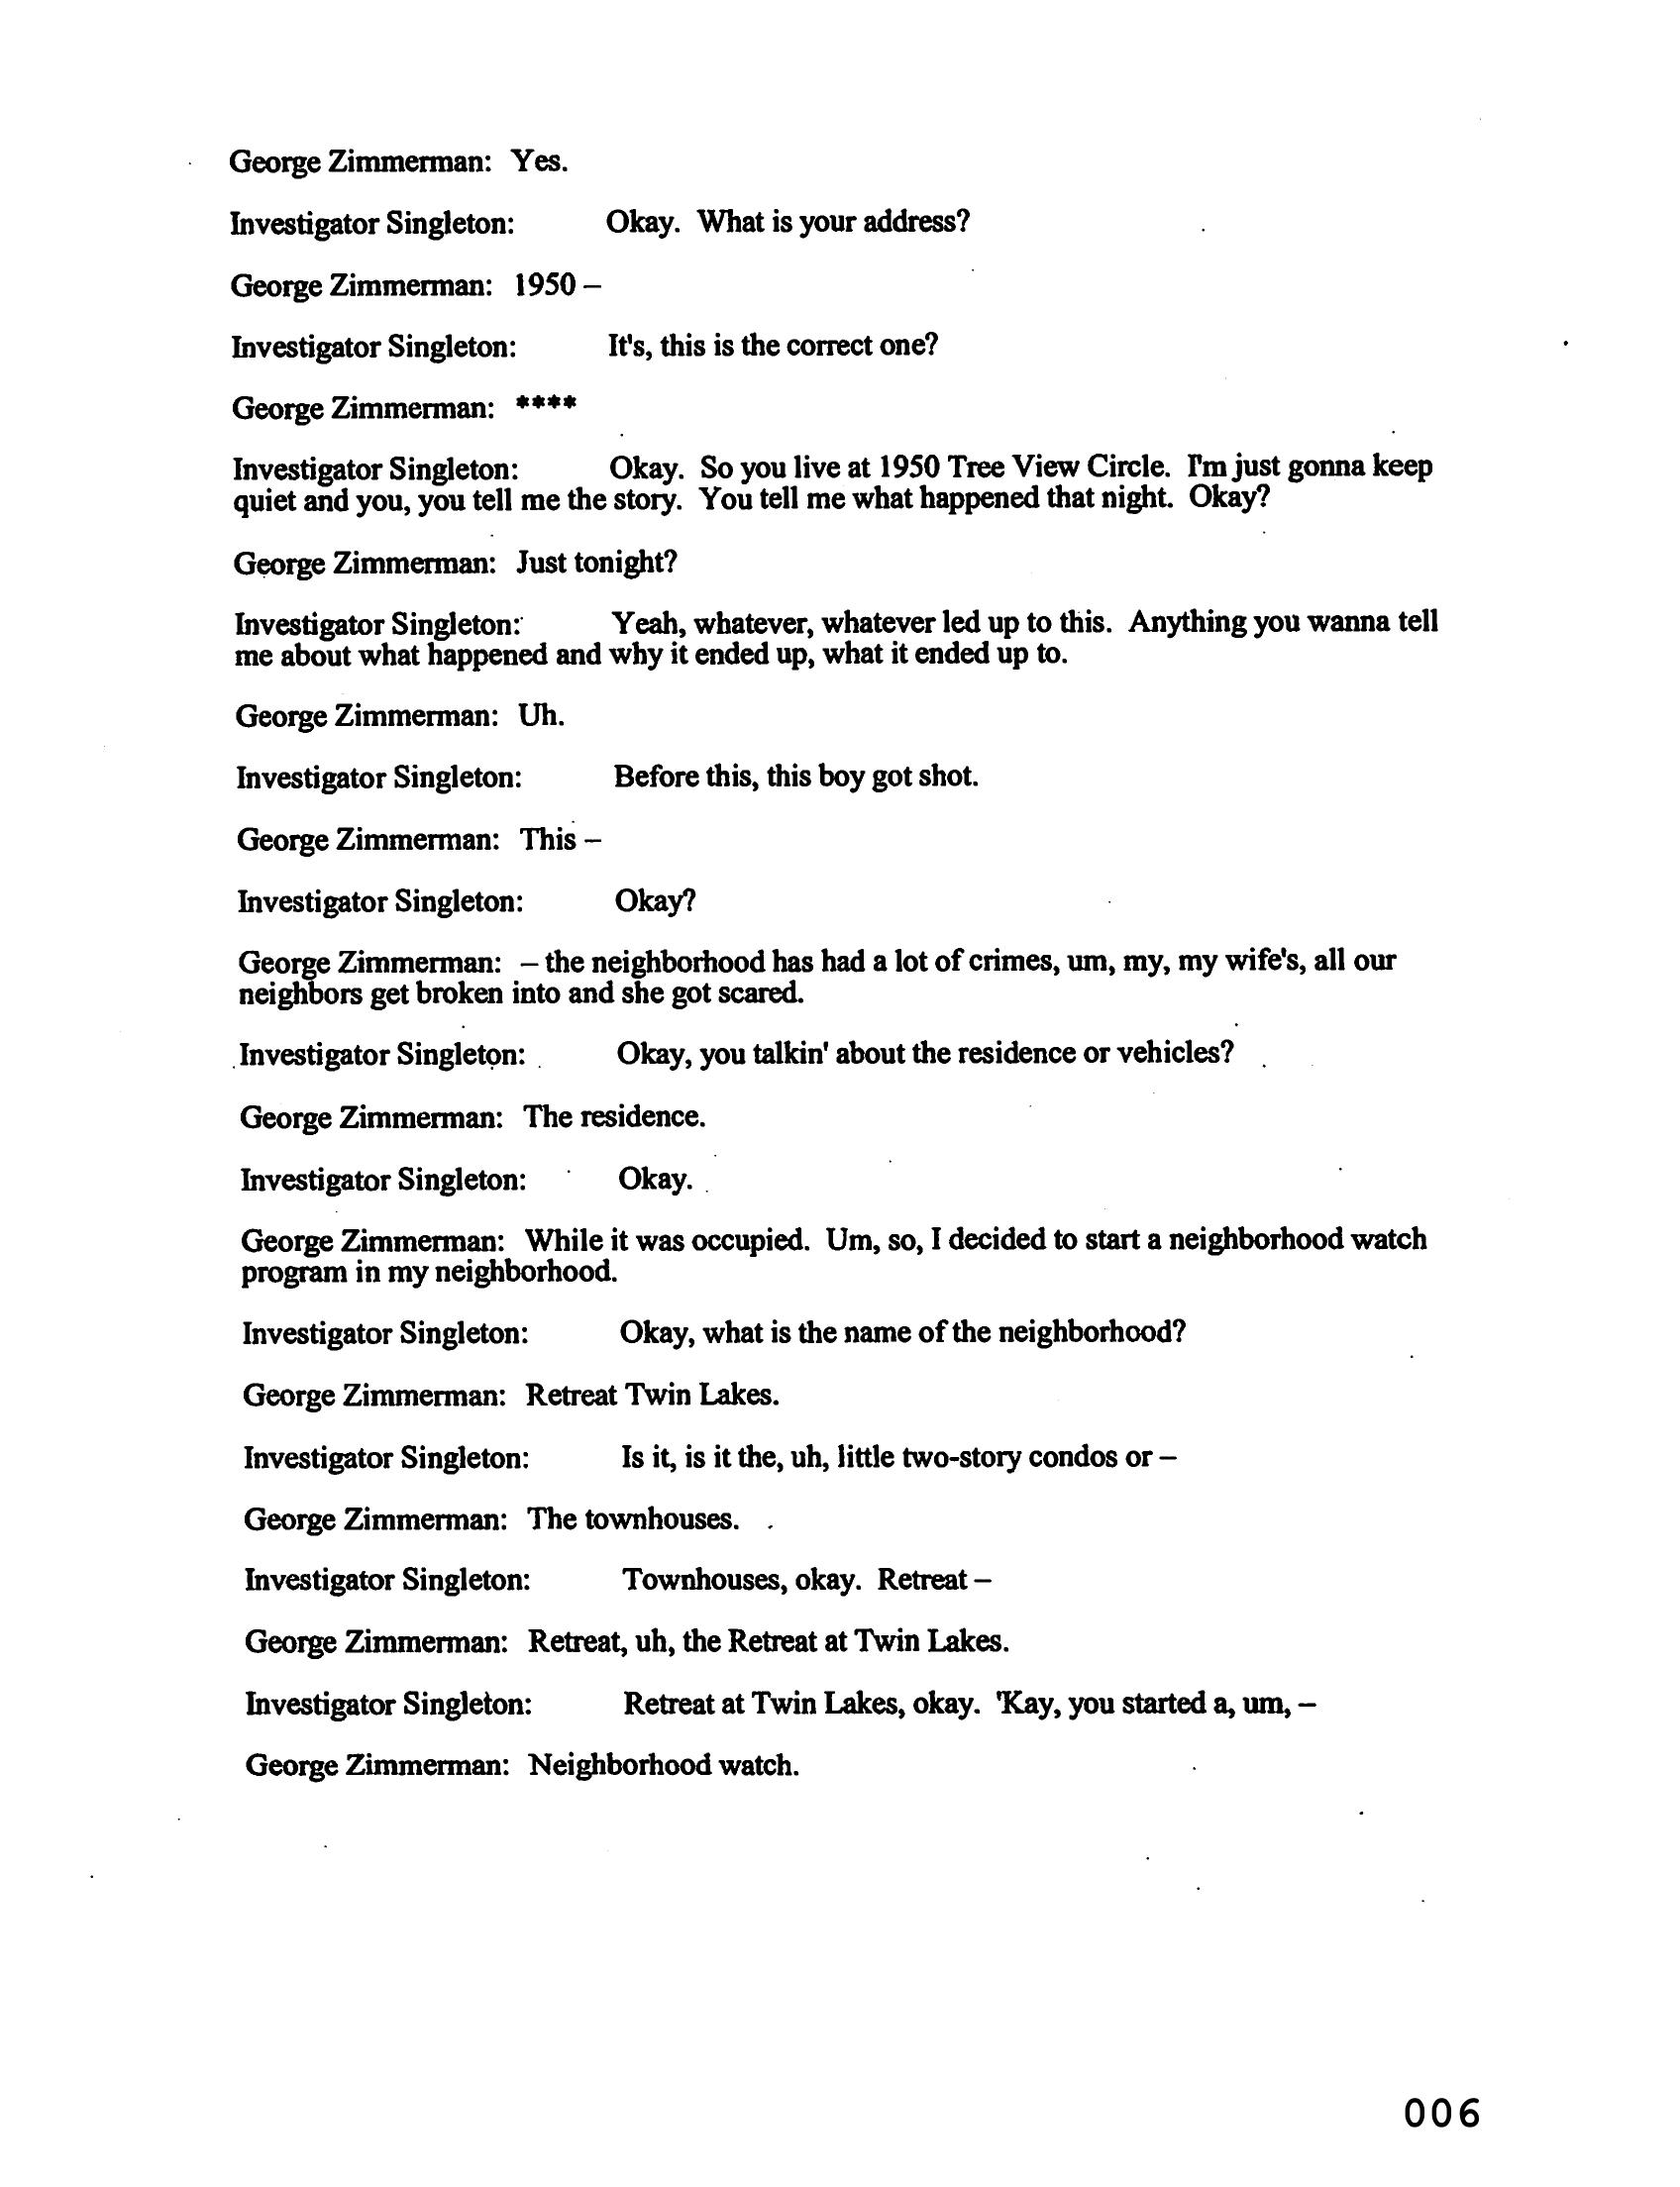 George Zimmerman: Yes.
Investigator Singleton: Okay. What is your address?
George Zimmerman: 1950 –
Investigator Singleton: It's, this is the correct one?
George Zimmerman: ****
Investigator Singleton: Okay. So you live at 1950 Tree View Circle. I'm just gonna keep
quiet and you, you tell me the story. You tell me what happened that night. Okay?
George Zimmerman: Just tonight?
Investigator Singleton: Yeah, whatever, whatever led up to this. Anything you wanna tell
me about what happened and why it ended up, what it ended up to.
George Zimmerman: Uh.
Investigator Singleton: Before this, this boy got shot.
George Zimmerman: This –
Investigator Singleton: Okay?
George Zimmerman: – the neighborhood has had a lot of crimes, um, my, my wife's, all our
neighbors get broken into and she got scared.
Investigator Singleton: Okay, you talkin' about the residence or vehicles?
George Zimmerman: The residence.
Investigator Singleton: Okay.
George Zimmerman: While it was occupied. Um, so, I decided to start a neighborhood watch
program in my neighborhood.
Investigator Singleton: Okay, what is the name of the neighborhood?
George Zimmerman: Retreat Twin Lakes.
Investigator Singleton: Is it, is it the, uh, little two-story condos or –
George Zimmerman: The townhouses.
Investigator Singleton: Townhouses, okay. Retreat –
George Zimmerman: Retreat, uh, the Retreat at Twin Lakes.
Investigator Singleton: Retreat at Twin Lakes, okay. 'Kay, you started a, um, –
George Zimmerman: Neighborhood watch.
006